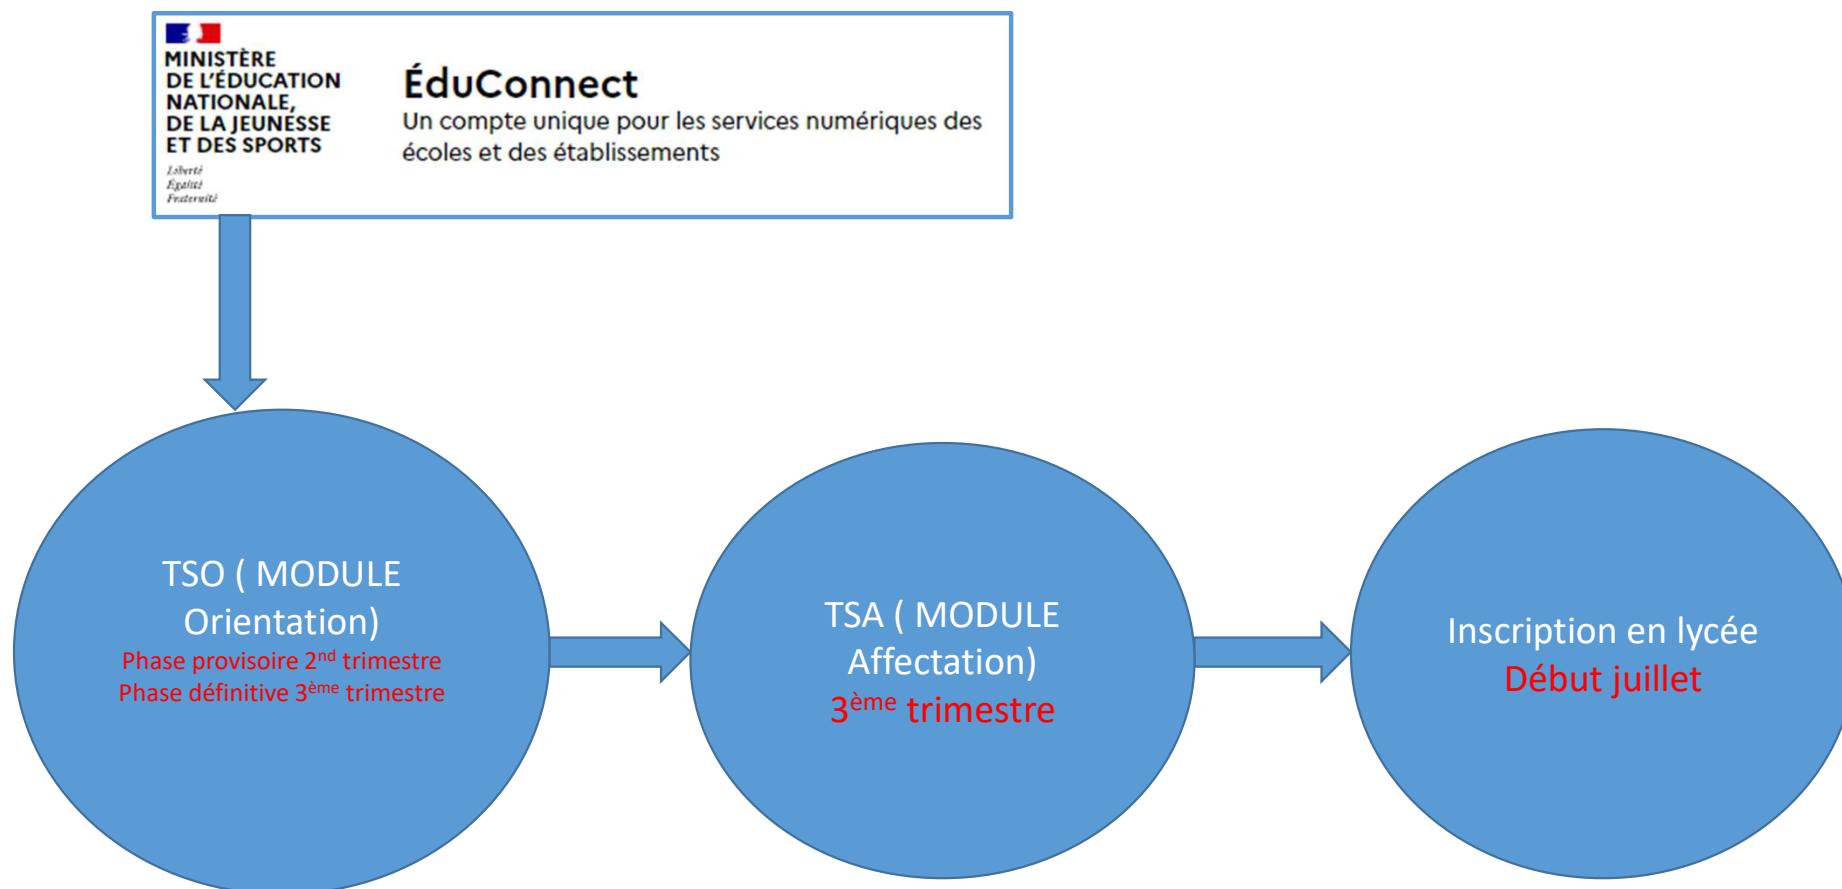 MINISTÈRE
DE L'ÉDUCATION
NATIONALE,
DE LA JEUNESSE
ET DES SPORTS
Liberté
Égalité
Fraternité
ÉduConnect
Un compte unique pour les services numériques des
écoles et des établissements
TSO ( MODULE
Orientation)
Phase provisoire 2nd trimestre
Phase définitive 3ème trimestre
TSA ( MODULE
Affectation)
3ème trimestre
Inscription en lycée
Début juillet